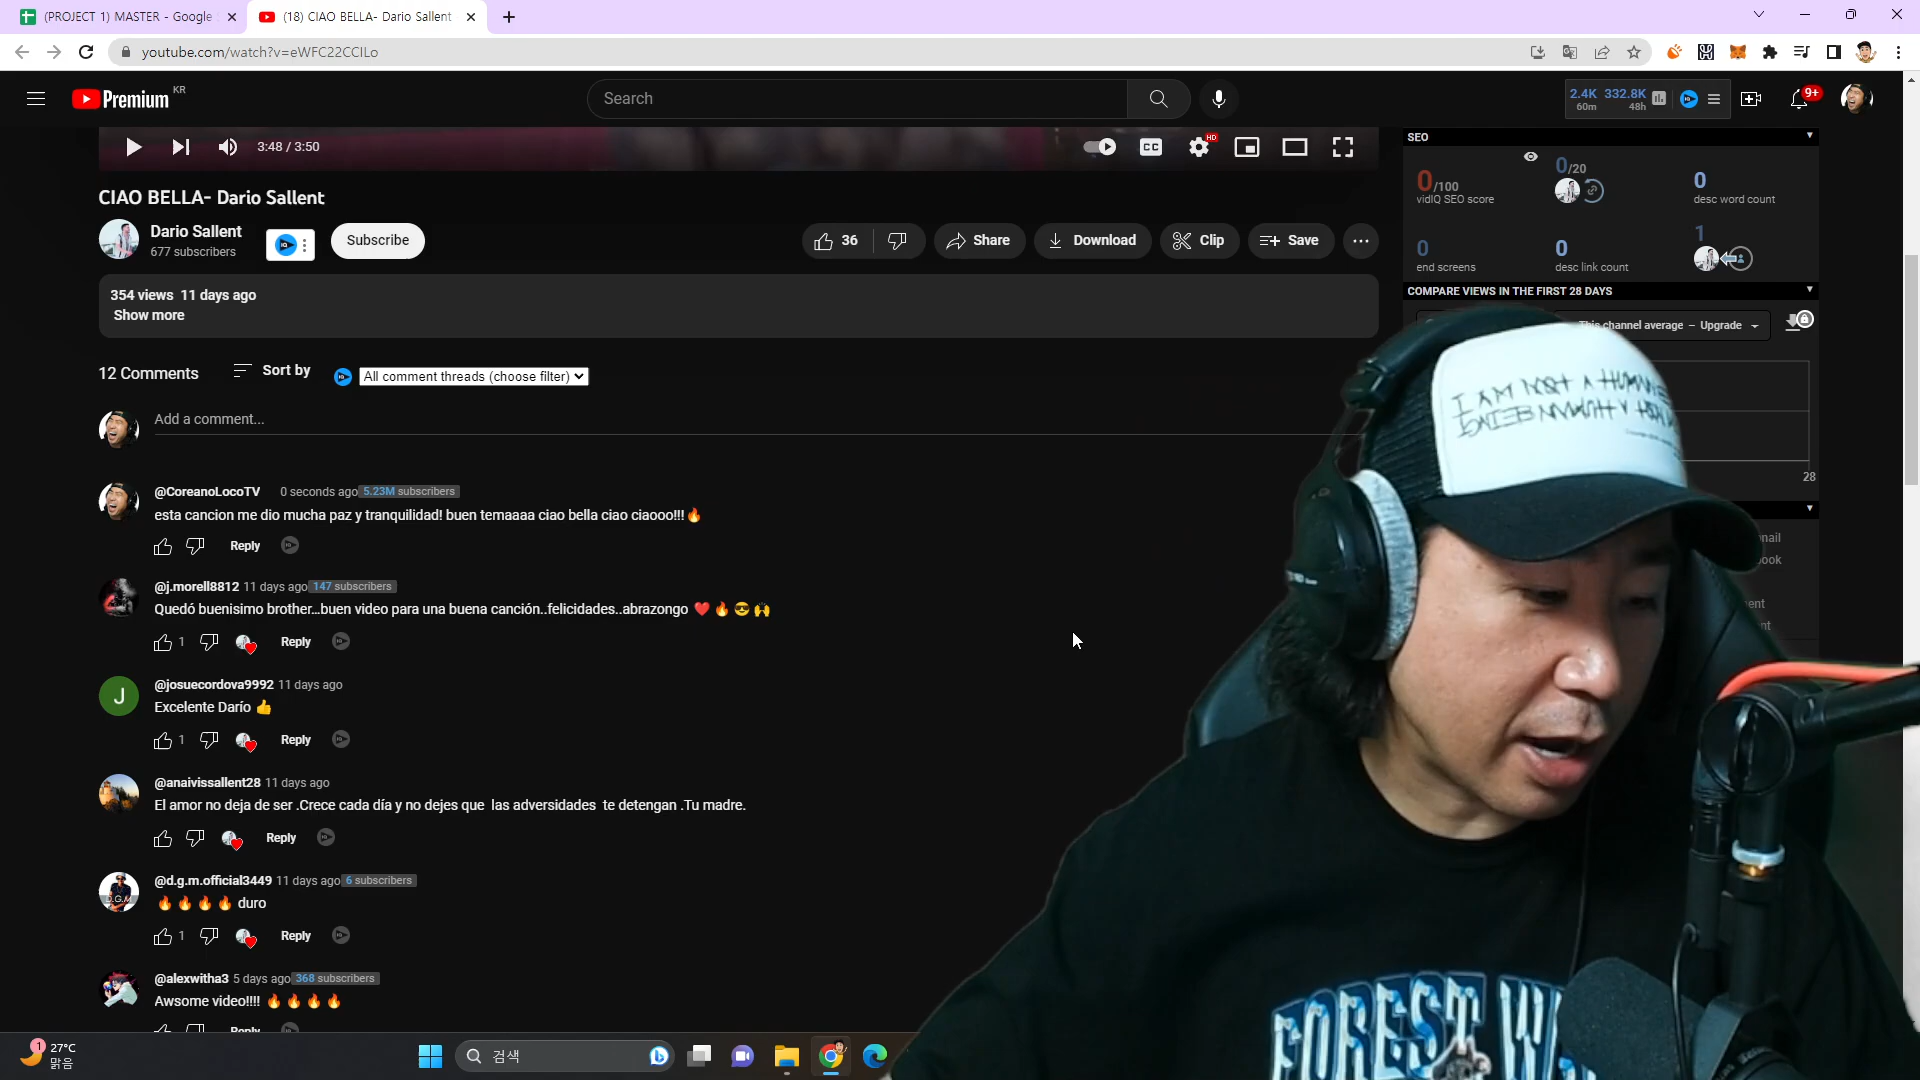 (PROJECT 1) MASTER - Google
(18) CIAO BELLA- Dario Sallent
youtube.com/watch?v=eWFC22CCILo
Premium KR
Search
2.4K 332.8K
60m 48h
9+
3:48 / 3:50
CC
HD
CIAO BELLA- Dario Sallent
Dario Sallent
677 subscribers
Subscribe
36
Share
Download
Clip
Save
354 views 11 days ago
Show more
12 Comments
Sort by
All comment threads (choose filter)
Add a comment...
@CoreanoLocoTV 0 seconds ago 5.23M subscribers
esta cancion me dio mucha paz y tranquilidad! buen temaaaa ciao bella ciao ciaooo!!!🔥
Reply
@j.morell8812 11 days ago 147 subscribers
Quedó buenisimo brother...buen video para una buena canción..felicidades..abrazongo ❤️ 🔥 😎 🙌
1
Reply
J
@josuecordova9992 11 days ago
Excelente Darío 👍
1
Reply
@anaivissallent28 11 days ago
El amor no deja de ser .Crece cada día y no dejes que las adversidades te detengan .Tu madre.
Reply
@d.g.m.official3449 11 days ago 6 subscribers
D.G.M
🔥 🔥 🔥 🔥 duro
1
Reply
@alexwitha3 5 days ago 368 subscribers
Awsome video!!!! 🔥 🔥 🔥 🔥
Reply
SEO
0/100
vidIQ SEO score
0/20
0
desc word count
0
end screens
0
desc link count
1
COMPARE VIEWS IN THE FIRST 28 DAYS
This channel average – Upgrade
28
I AM NOT A HUMAN
FOREST
1
27°C
맑음
검색